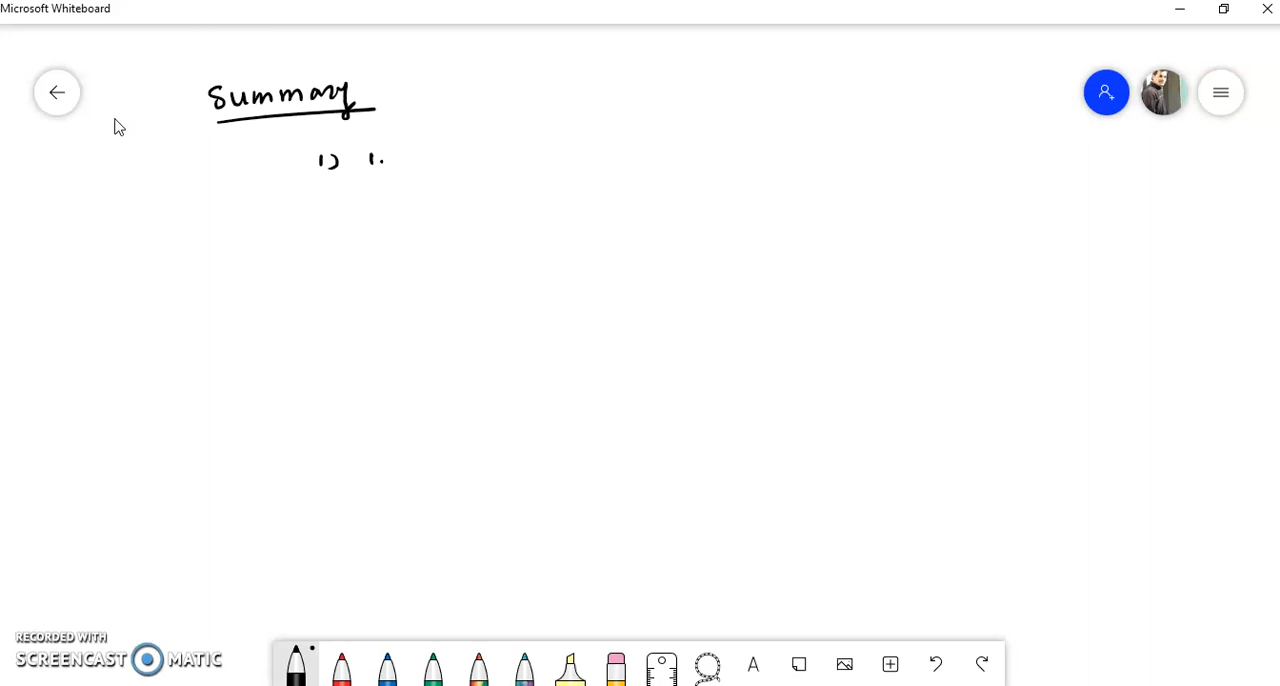 Microsoft Whiteboard
Summary
1) 1.
A
RECORDED WITH
SCREENCAST MATIC